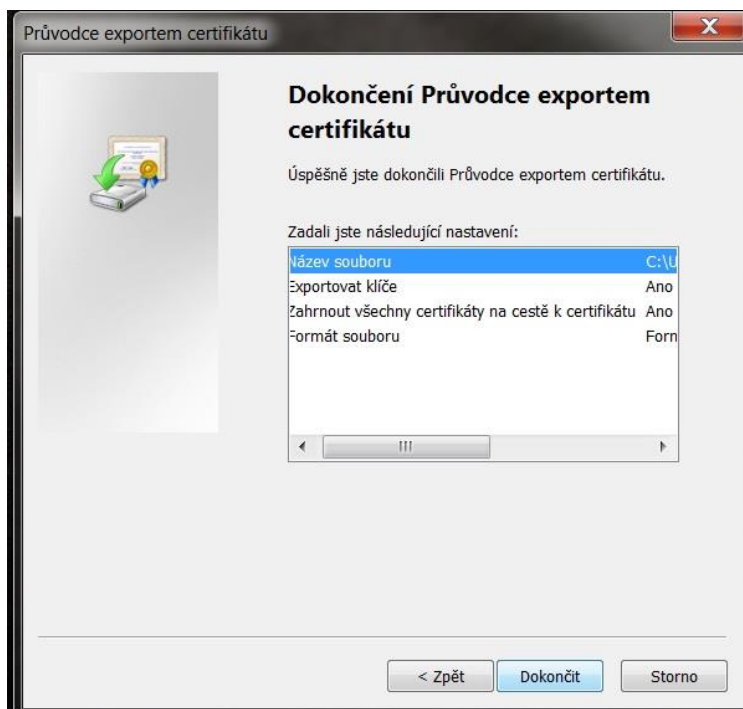 Průvodce exportem certifikátu
Dokončení Průvodce exportem
certifikátu
Úspěšně jste dokončili Průvodce exportem certifikátu.
Zadali jste následující nastavení:
Název souboru C:\U
Exportovat klíče Ano
Zahrnout všechny certifikáty na cestě k certifikátu Ano
Formát souboru Form
< Zpět Dokončit Storno